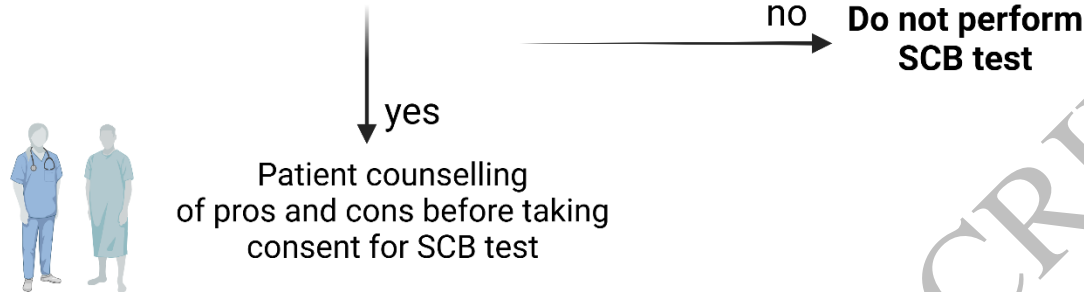 no
Do not perform
SCB test
yes
Patient counselling
of pros and cons before taking
consent for SCB test
CR